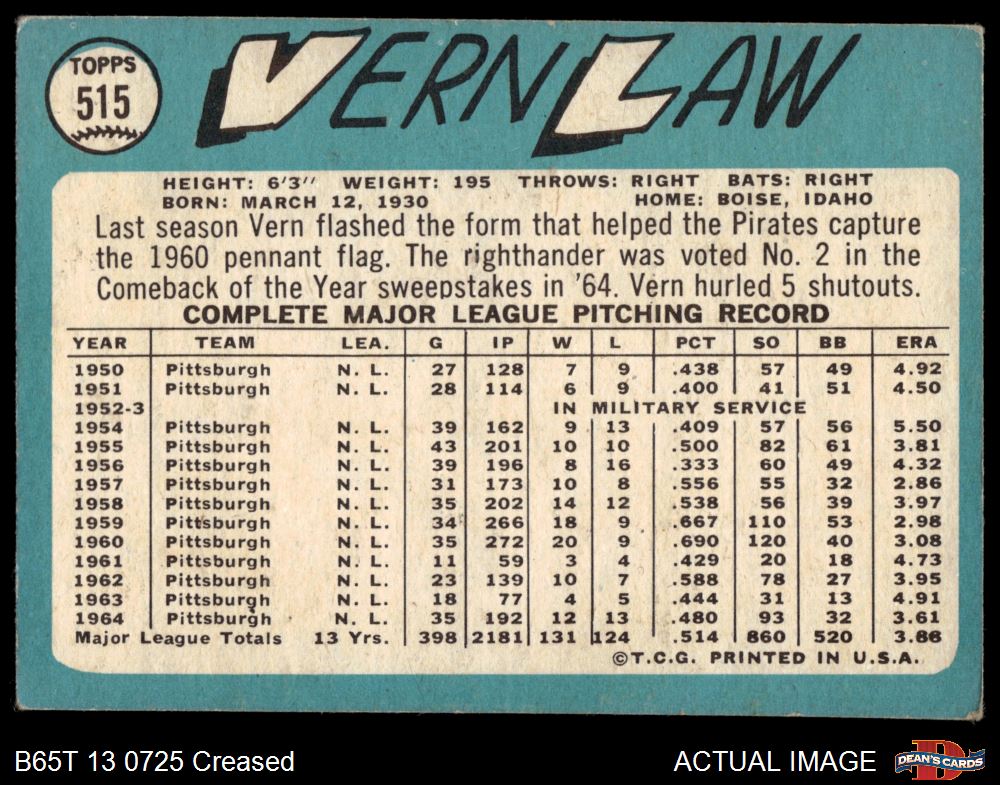 TOPPS
515
VERN LAW
HEIGHT: 6'3" WEIGHT: 195 THROWS: RIGHT BATS: RIGHT
BORN: MARCH 12, 1930 HOME: BOISE, IDAHO
Last season Vern flashed the form that helped the Pirates capture
the 1960 pennant flag. The righthander was voted No. 2 in the
Comeback of the Year sweepstakes in '64. Vern hurled 5 shutouts.
COMPLETE MAJOR LEAGUE PITCHING RECORD
YEAR TEAM LEA. G IP W L PCT SO BB ERA
1950 Pittsburgh N. L. 27 128 7 9 .438 57 49 4.92
1951 Pittsburgh N. L. 28 114 6 9 .400 41 51 4.50
1952-3 IN MILITARY SERVICE
1954 Pittsburgh N. L. 39 162 9 13 .409 57 56 5.50
1955 Pittsburgh N. L. 43 201 10 10 .500 82 61 3.81
1956 Pittsburgh N. L. 39 196 8 16 .333 60 49 4.32
1957 Pittsburgh N. L. 31 173 10 8 .556 55 32 2.86
1958 Pittsburgh N. L. 35 202 14 12 .538 56 39 3.97
1959 Pittsburgh N. L. 34 266 18 9 .667 110 53 2.98
1960 Pittsburgh N. L. 35 272 20 9 .690 120 40 3.08
1961 Pittsburgh N. L. 11 59 3 4 .429 20 18 4.73
1962 Pittsburgh N. L. 23 139 10 7 .588 78 27 3.95
1963 Pittsburgh N. L. 18 77 4 5 .444 31 13 4.91
1964 Pittsburgh N. L. 35 192 12 13 .480 93 32 3.61
Major League Totals 13 Yrs. 398 2181 131 124 .514 860 520 3.86
©T.C.G. PRINTED IN U.S.A.
B65T 13 0725 Creased ACTUAL IMAGE
DEAN'S CARDS